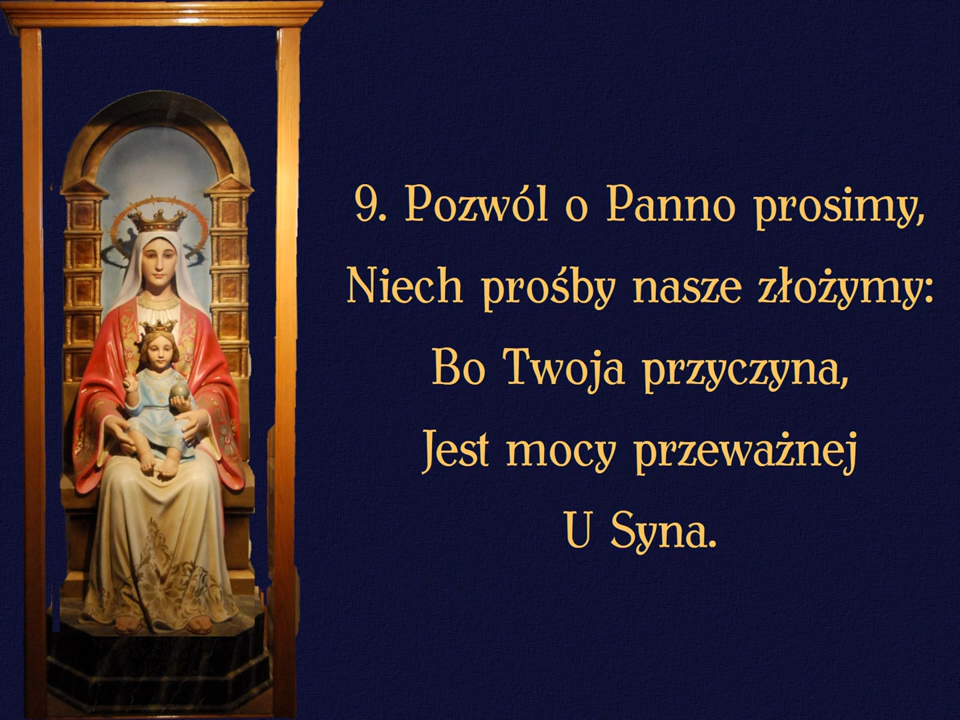 9. Pozwól o Panno prosimy,
Niech prośby nasze złożymy:
Bo Twoja przyczyna,
Jest mocy przeważnej
U Syna.